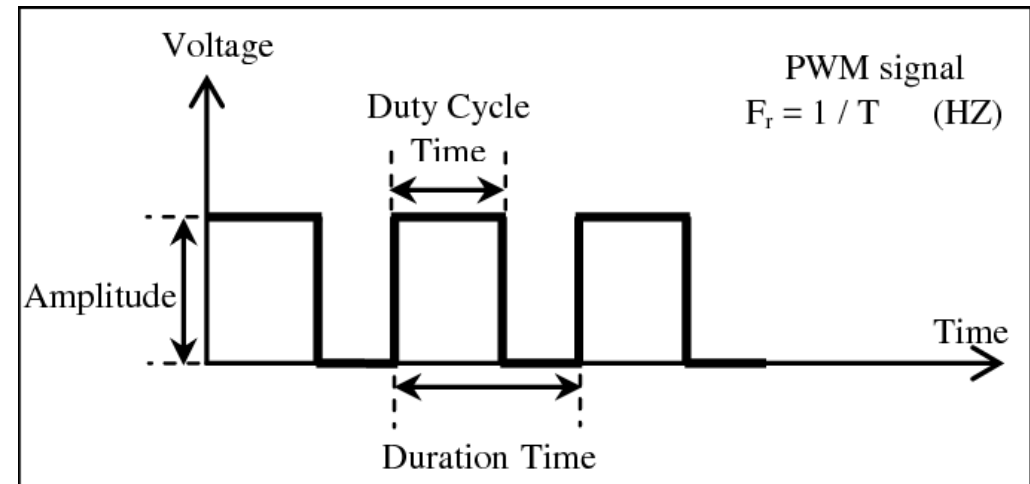 Voltage
PWM signal
Fᵣ = 1 / T (HZ)
Duty Cycle
Time
Amplitude
Time
Duration Time